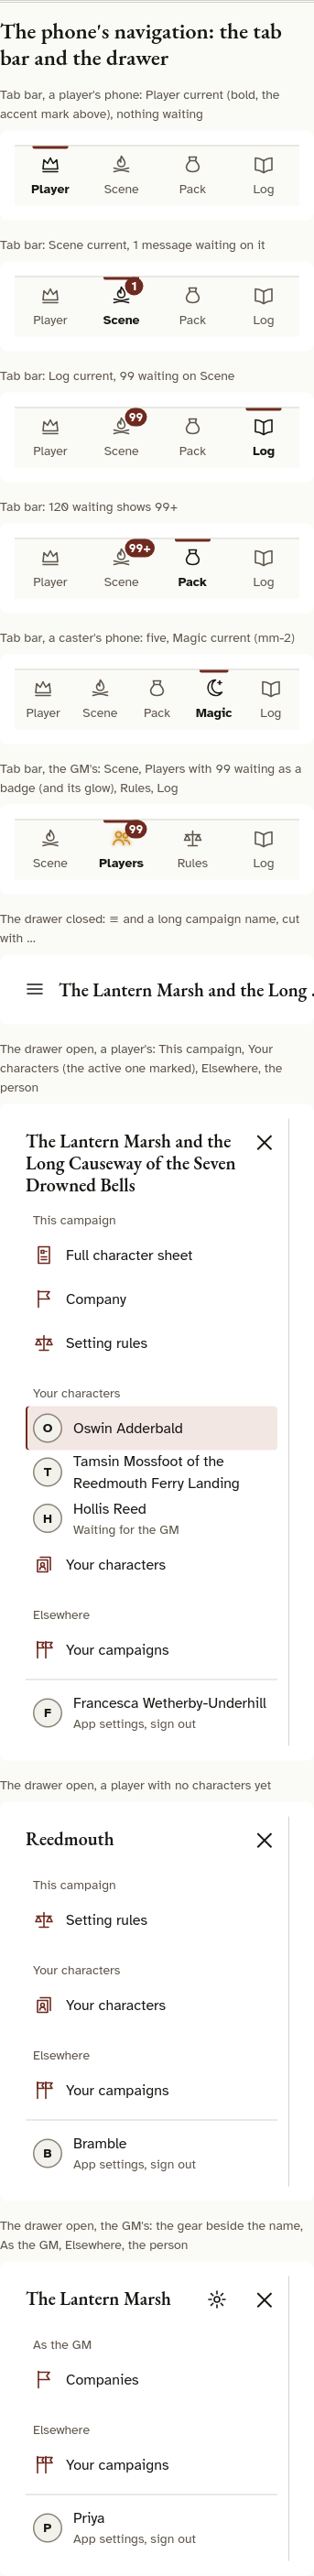 The phone's navigation: the tab
bar and the drawer
Tab bar, a player's phone: Player current (bold, the
accent mark above), nothing waiting
Player Scene Pack Log
Tab bar: Scene current, 1 message waiting on it
1
Player Scene Pack Log
Tab bar: Log current, 99 waiting on Scene
99
Player Scene Pack Log
Tab bar: 120 waiting shows 99+
99+
Player Scene Pack Log
Tab bar, a caster's phone: five, Magic current (mm-2)
Player Scene Pack Magic Log
Tab bar, the GM's: Scene, Players with 99 waiting as a
badge (and its glow), Rules, Log
99
Scene Players Rules Log
The drawer closed: ≡ and a long campaign name, cut
with …
The Lantern Marsh and the Long .
The drawer open, a player's: This campaign, Your
characters (the active one marked), Elsewhere, the
person
The Lantern Marsh and the
Long Causeway of the Seven
Drowned Bells
This campaign
Full character sheet
Company
Setting rules
Your characters
O Oswin Adderbald
T Tamsin Mossfoot of the
Reedmouth Ferry Landing
H Hollis Reed
Waiting for the GM
Your characters
Elsewhere
Your campaigns
F Francesca Wetherby-Underhill
App settings, sign out
The drawer open, a player with no characters yet
Reedmouth
This campaign
Setting rules
Your characters
Your characters
Elsewhere
Your campaigns
B Bramble
App settings, sign out
The drawer open, the GM's: the gear beside the name,
As the GM, Elsewhere, the person
The Lantern Marsh
As the GM
Companies
Elsewhere
Your campaigns
P Priya
App settings, sign out